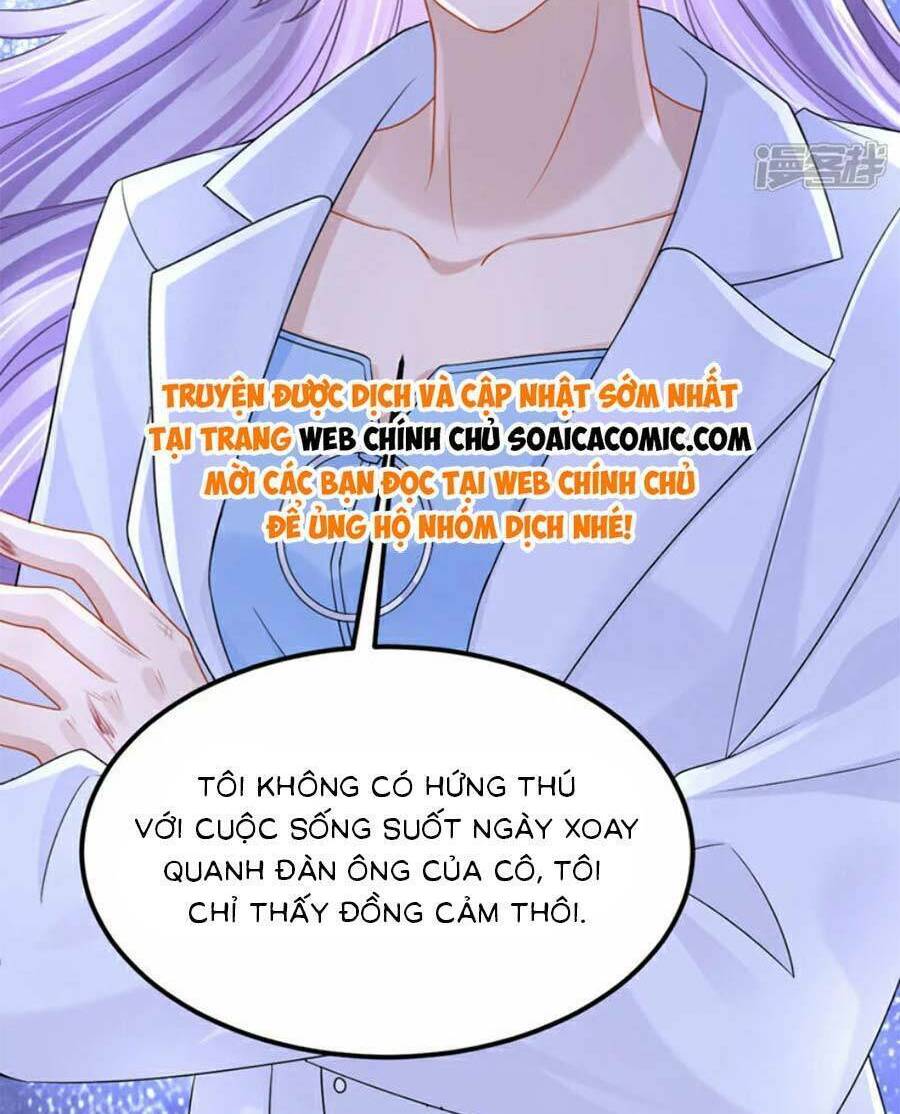 漫客栈
TRUYỆN ĐƯỢC DỊCH VÀ CẬP NHẬT SỚM NHẤT
TẠI TRANG WEB CHÍNH CHỦ SOAICACOMIC.COM
MỜI CÁC BẠN ĐỌC TẠI WEB CHÍNH CHỦ
ĐỂ ỦNG HỘ NHÓM DỊCH NHÉ!
TÔI KHÔNG CÓ HỨNG THÚ
VỚI CUỘC SỐNG SUỐT NGÀY XOAY
QUANH ĐÀN ÔNG CỦA CÔ, TÔI
CHỈ THẤY ĐỒNG CẢM THÔI.